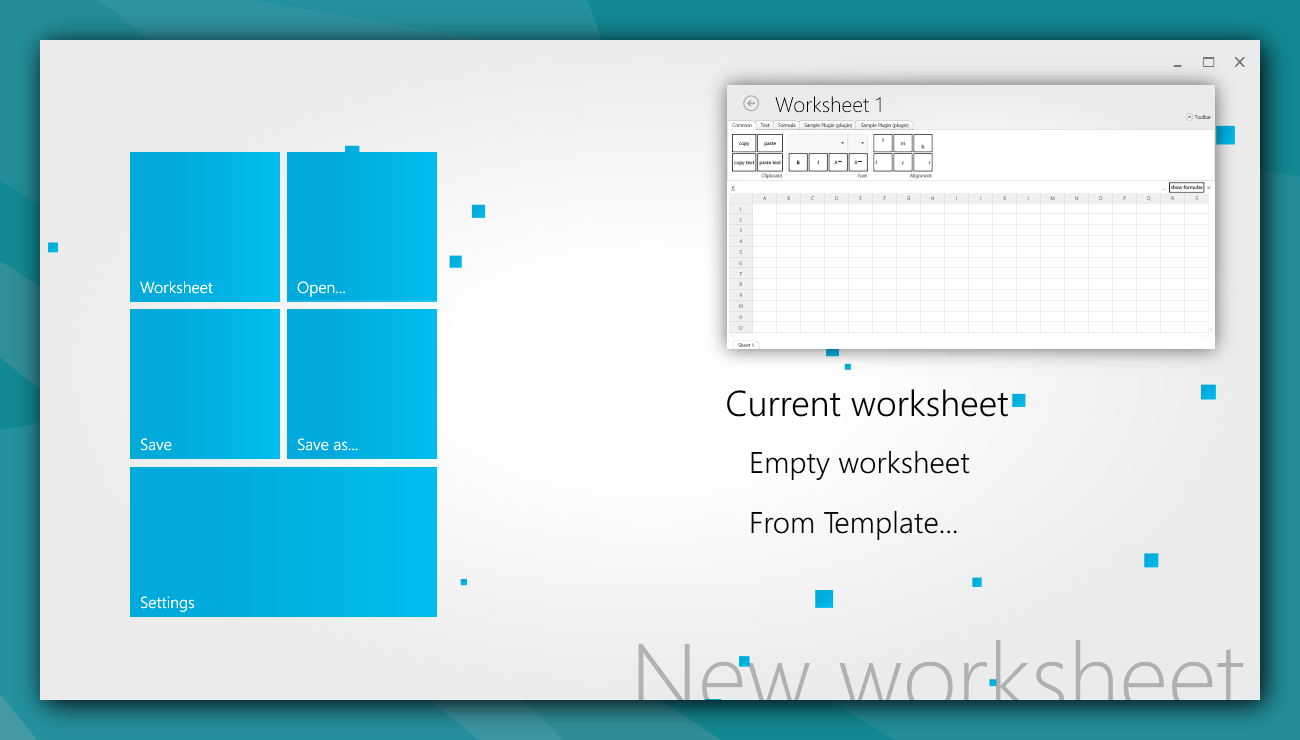 Worksheet
Open...
Save
Save as...
Settings
Worksheet 1
Toolbar
Common Text Formula Sample Plugin (plugin) Sample Plugin (plugin)
copy paste
copy text paste text
B I A A
t m b
l c r
Clipboard Font Alignment
show formulas
A B C D E F G H I J K L M N O P Q R S
1
2
3
4
5
6
7
8
9
10
11
12
Sheet 1
Current worksheet
Empty worksheet
From Template...
New worksheet